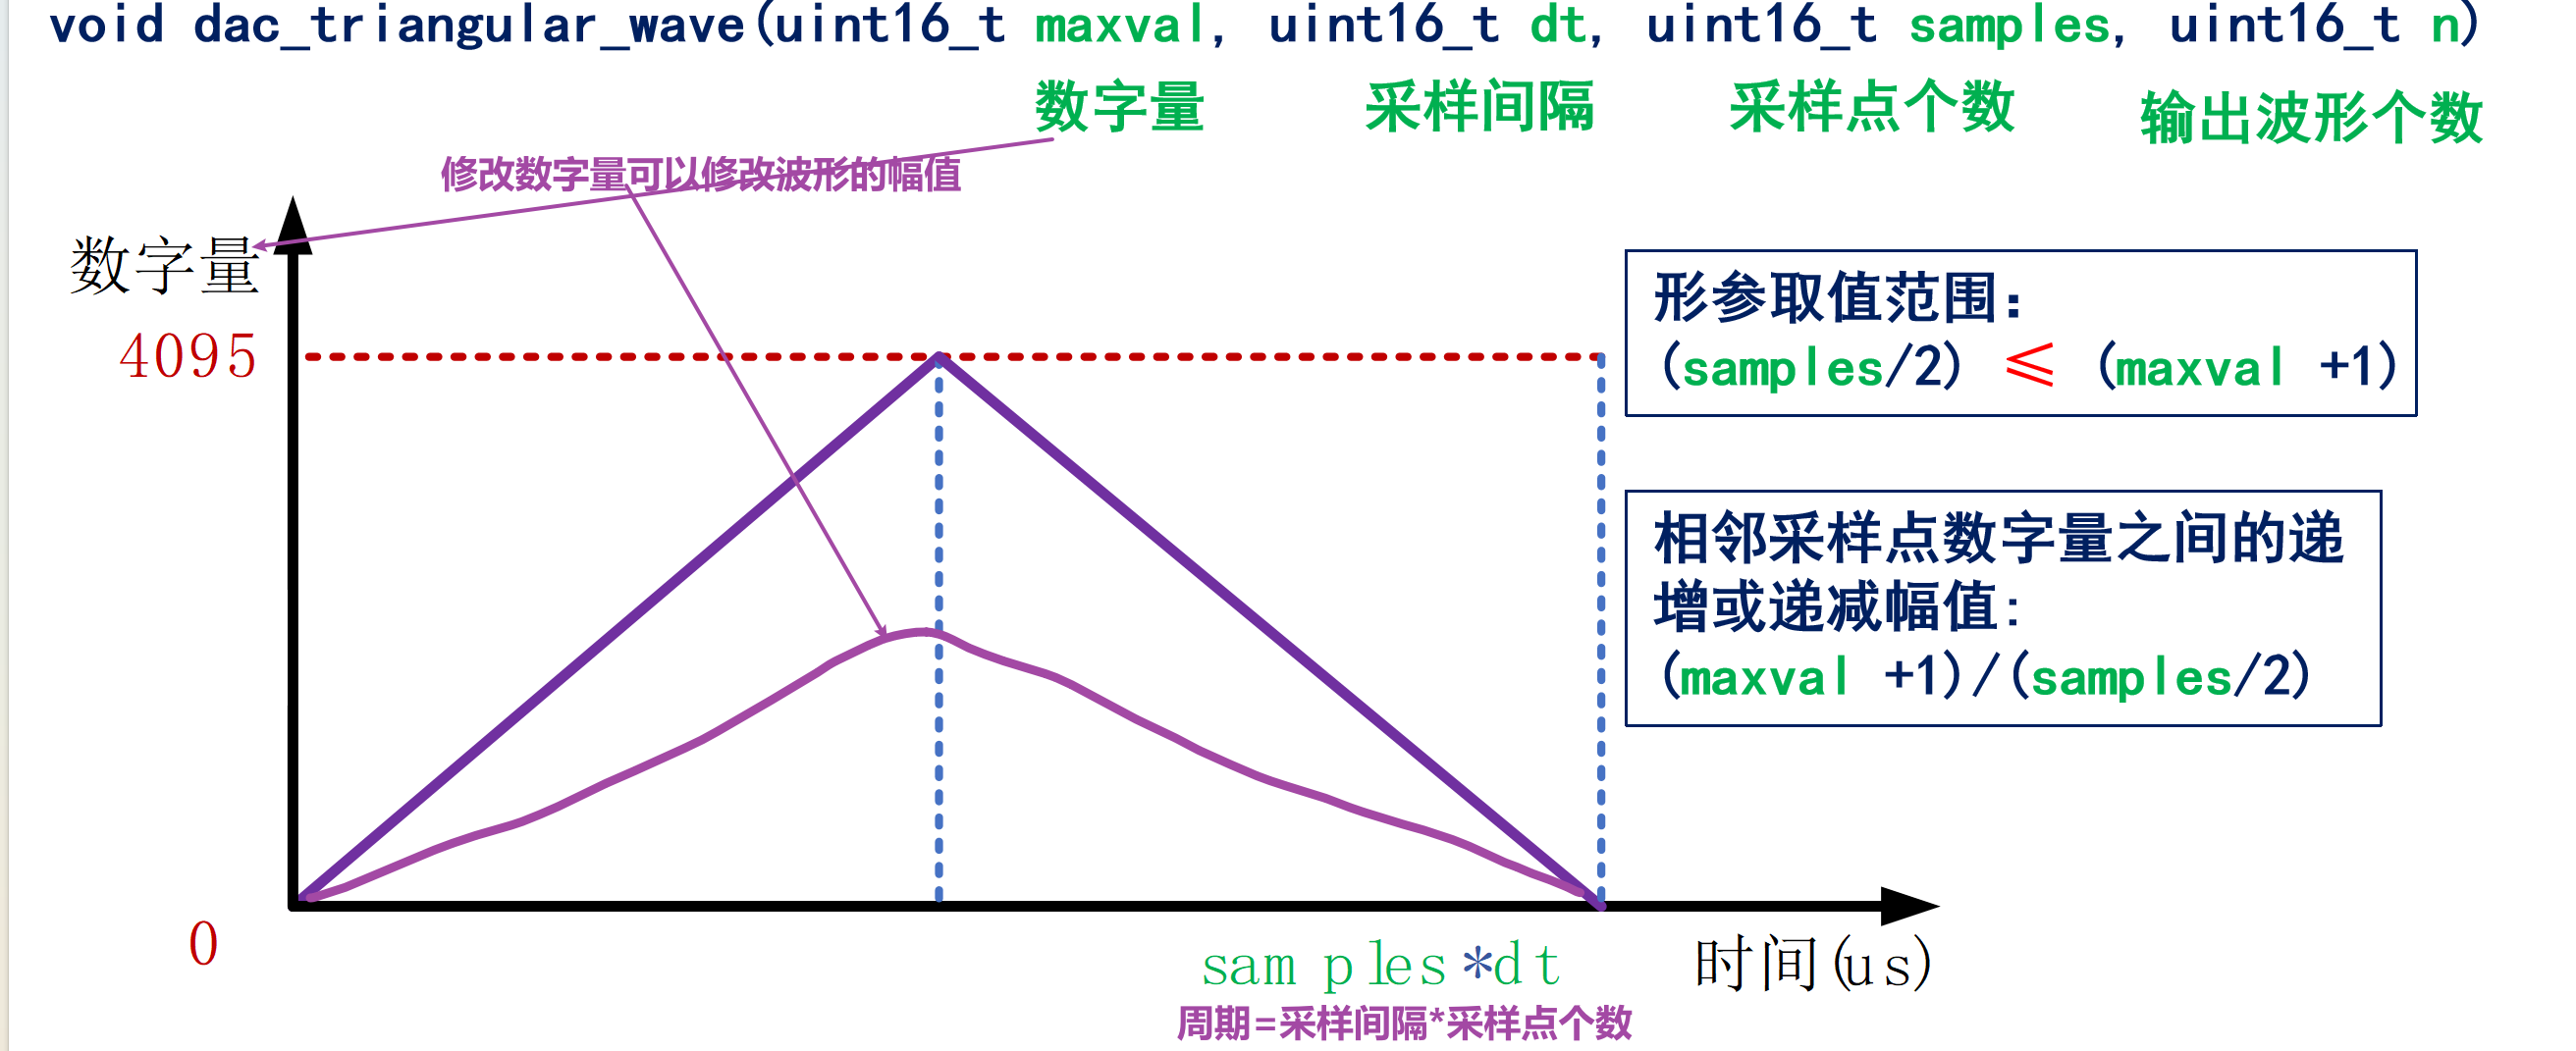 void dac_triangular_wave(uint16_t maxval, uint16_t dt, uint16_t samples, uint16_t n)
数字量 采样间隔 采样点个数 输出波形个数
修改数字量可以修改波形的幅值
数字量
4095
形参取值范围：
(samples/2) ≤ (maxval +1)
相邻采样点数字量之间的递
增或递减幅值:
(maxval +1)/(samples/2)
0
samples*dt
时间(us)
周期=采样间隔*采样点个数